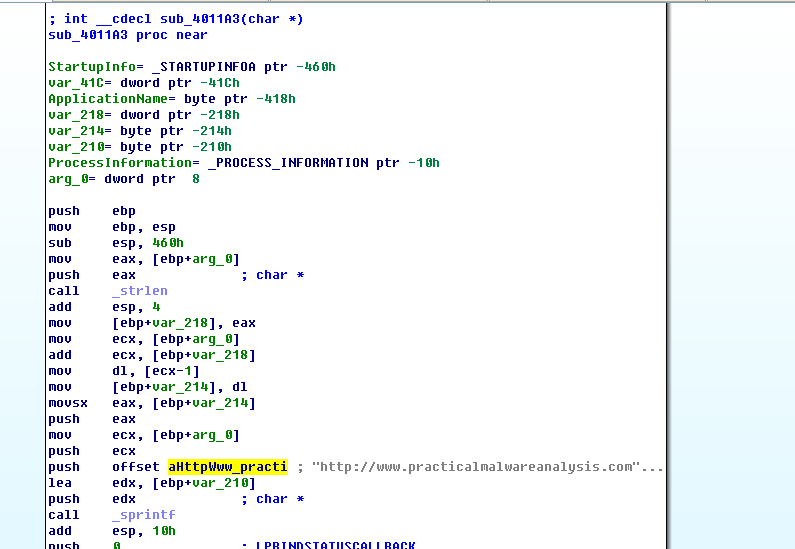 ; int __cdecl sub_4011A3(char *)
sub_4011A3 proc near
StartupInfo= _STARTUPINFOA ptr -460h
var_41C= dword ptr -41Ch
ApplicationName= byte ptr -418h
var_218= dword ptr -218h
var_214= byte ptr -214h
var_210= byte ptr -210h
ProcessInformation= _PROCESS_INFORMATION ptr -10h
arg_0= dword ptr  8
push    ebp
mov     ebp, esp
sub     esp, 460h
mov     eax, [ebp+arg_0]
push    eax             ; char *
call    _strlen
add     esp, 4
mov     [ebp+var_218], eax
mov     ecx, [ebp+arg_0]
add     ecx, [ebp+var_218]
mov     dl, [ecx-1]
mov     [ebp+var_214], dl
movsx   eax, [ebp+var_214]
push    eax
mov     ecx, [ebp+arg_0]
push    ecx
push    offset aHttpWww_practi ; "http://www.practicalmalwareanalysis.com"...
lea     edx, [ebp+var_210]
push    edx             ; char *
call    _sprintf
add     esp, 10h
push    0               ; LPBINDSTATUSCALLBACK